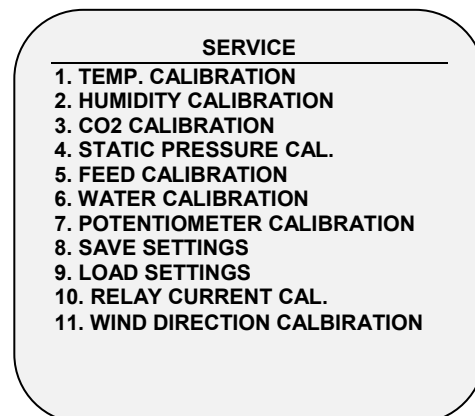 SERVICE
1. TEMP. CALIBRATION
2. HUMIDITY CALIBRATION
3. CO2 CALIBRATION
4. STATIC PRESSURE CAL.
5. FEED CALIBRATION
6. WATER CALIBRATION
7. POTENTIOMETER CALIBRATION
8. SAVE SETTINGS
9. LOAD SETTINGS
10. RELAY CURRENT CAL.
11. WIND DIRECTION CALBIRATION